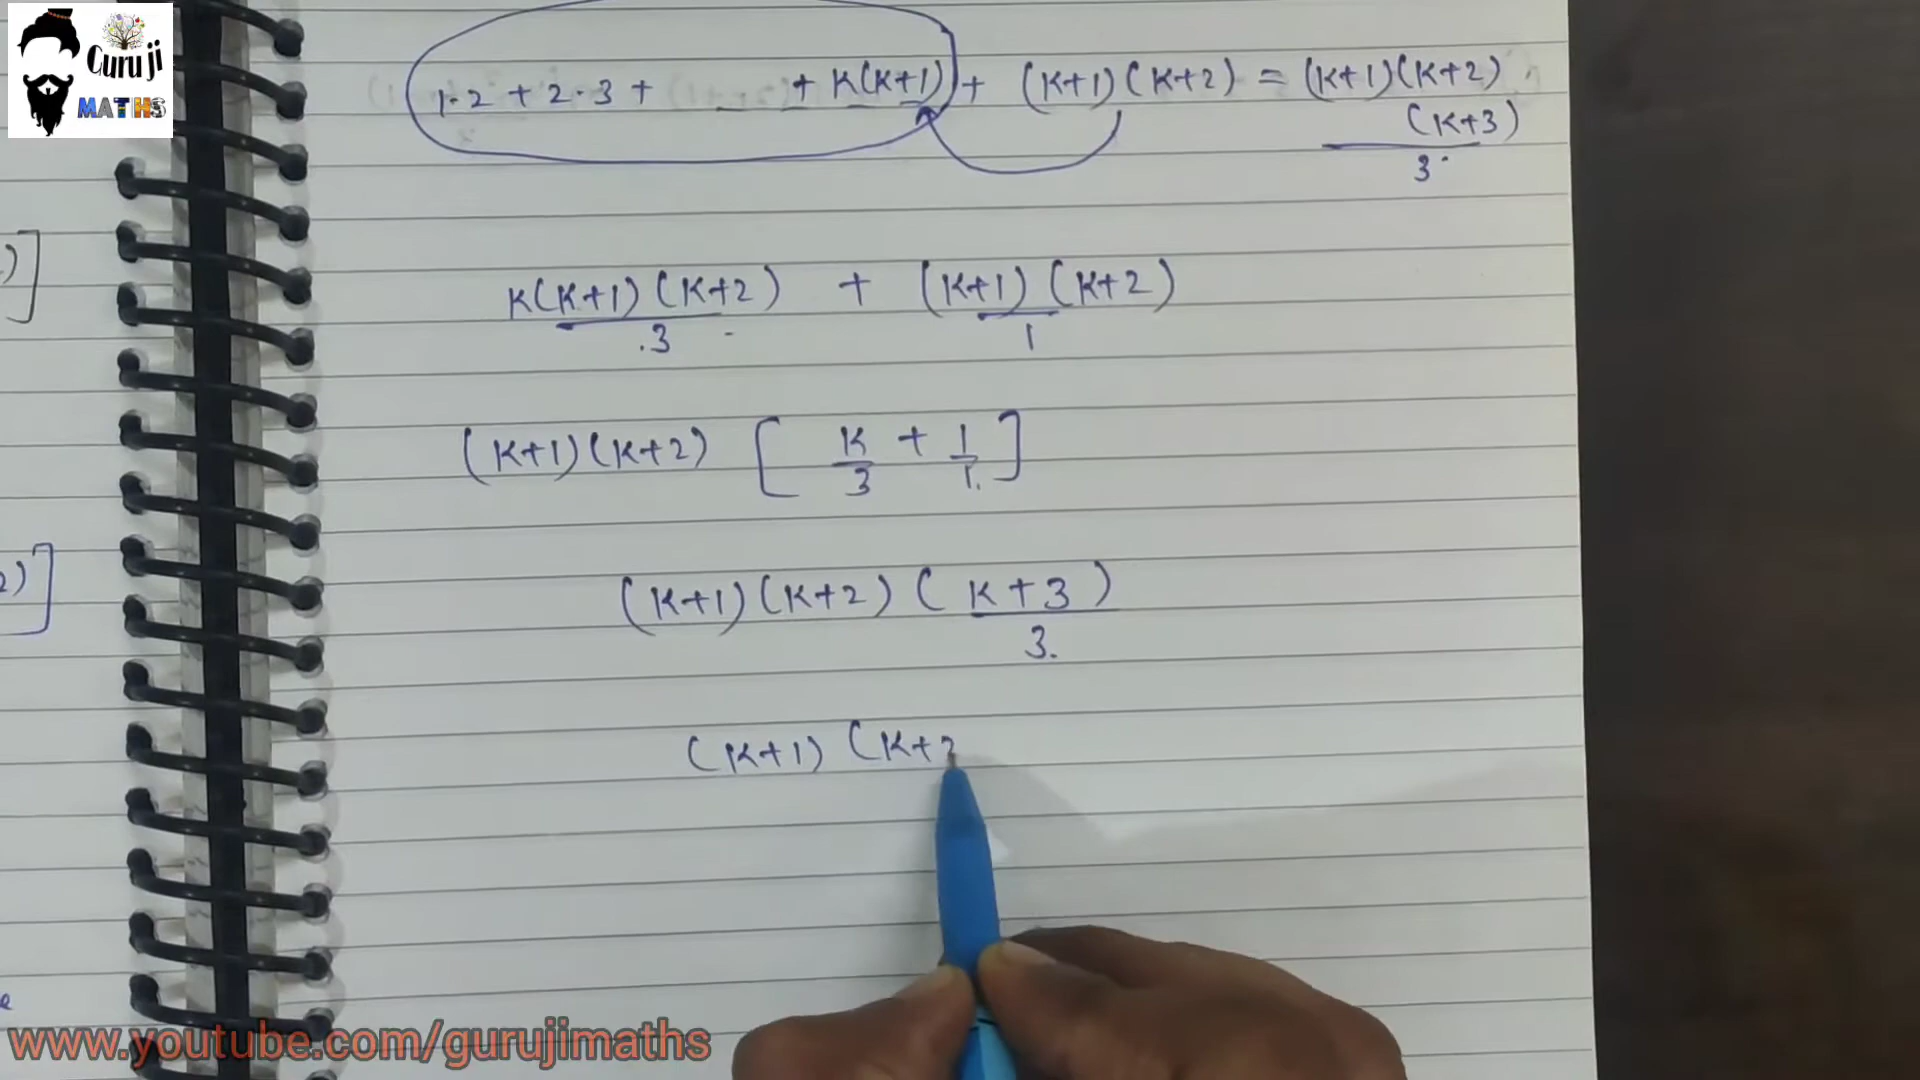 Guru ji
MATHS
1·2 + 2·3 + _ _ + K(K+1) + (K+1)(K+2) = (K+1)(K+2)
(K+3)
3
K(K+1)(K+2) + (K+1)(K+2)
3 1
(K+1)(K+2) [ K/3 + 1/1 ]
(K+1)(K+2)(K+3)
3.
(K+1)(K+2
www.youtube.com/gurujimaths